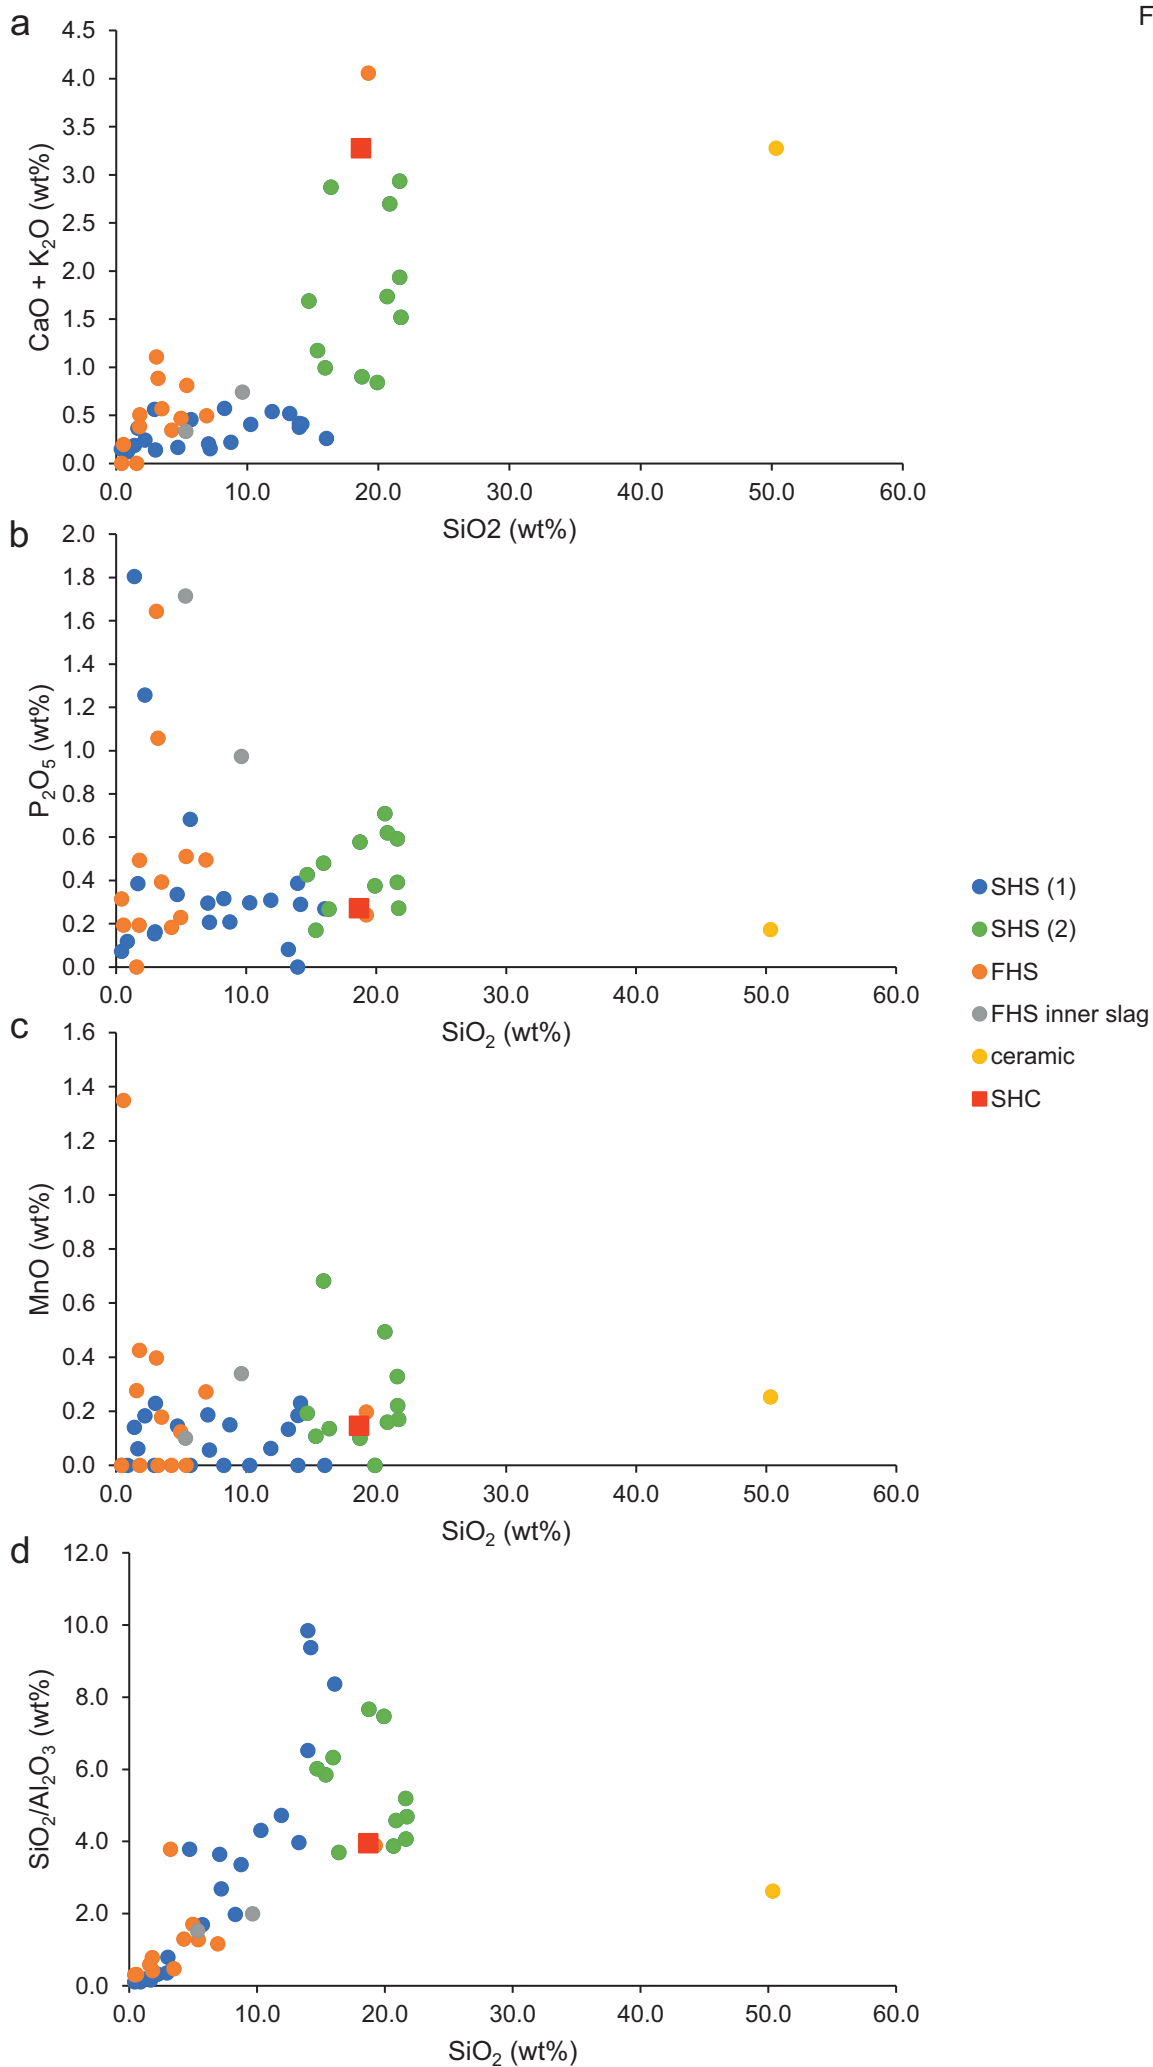 F
a
4.5
4.0
3.5
3.0
2.5
2.0
1.5
1.0
0.5
0.0
CaO + K₂O (wt%)
0.0 10.0 20.0 30.0 40.0 50.0 60.0
SiO2 (wt%)
b
2.0
1.8
1.6
1.4
1.2
1.0
0.8
0.6
0.4
0.2
0.0
P₂O₅ (wt%)
0.0 10.0 20.0 30.0 40.0 50.0 60.0
SiO₂ (wt%)
SHS (1)
SHS (2)
FHS
FHS inner slag
ceramic
SHC
c
1.6
1.4
1.2
1.0
0.8
0.6
0.4
0.2
0.0
MnO (wt%)
0.0 10.0 20.0 30.0 40.0 50.0 60.0
SiO₂ (wt%)
d
12.0
10.0
8.0
6.0
4.0
2.0
0.0
SiO₂/Al₂O₃ (wt%)
0.0 10.0 20.0 30.0 40.0 50.0 60.0
SiO₂ (wt%)